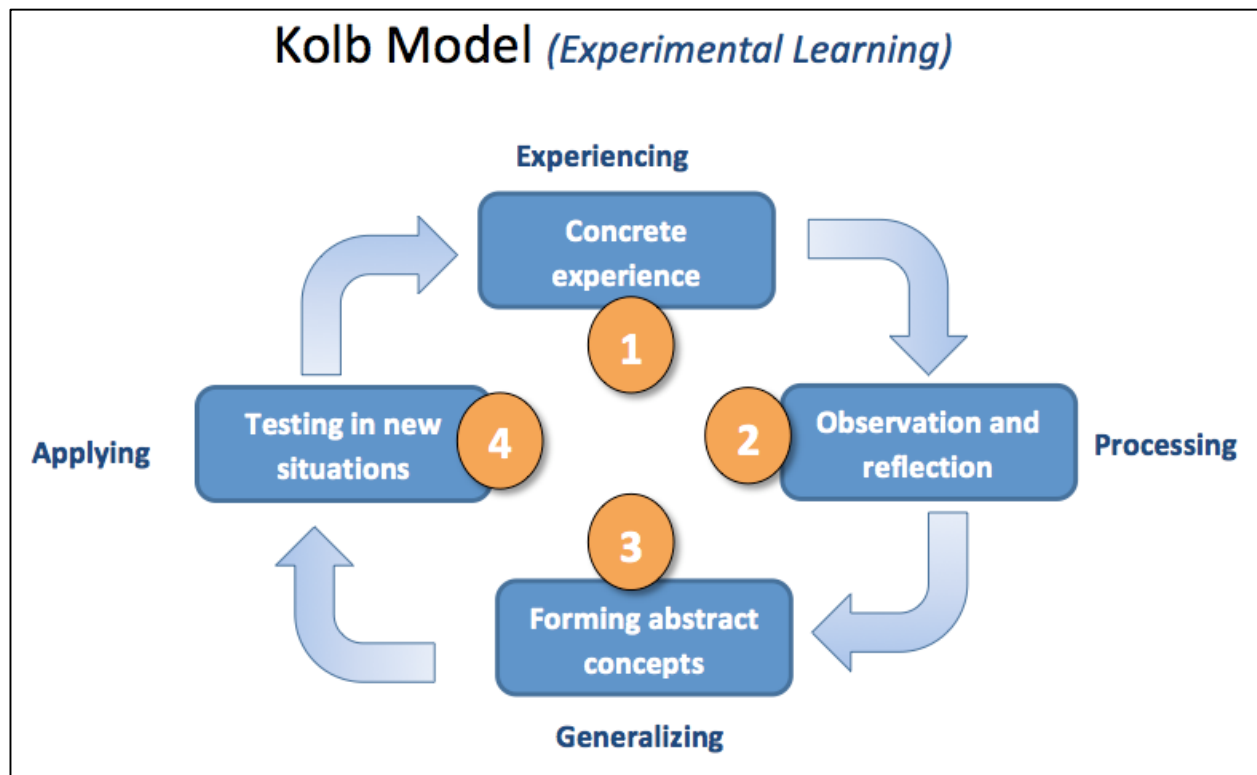 Kolb Model (Experimental Learning)
Experiencing
Concrete
experience
1
2
Observation and
reflection
Processing
3
Forming abstract
concepts
Generalizing
4
Testing in new
situations
Applying